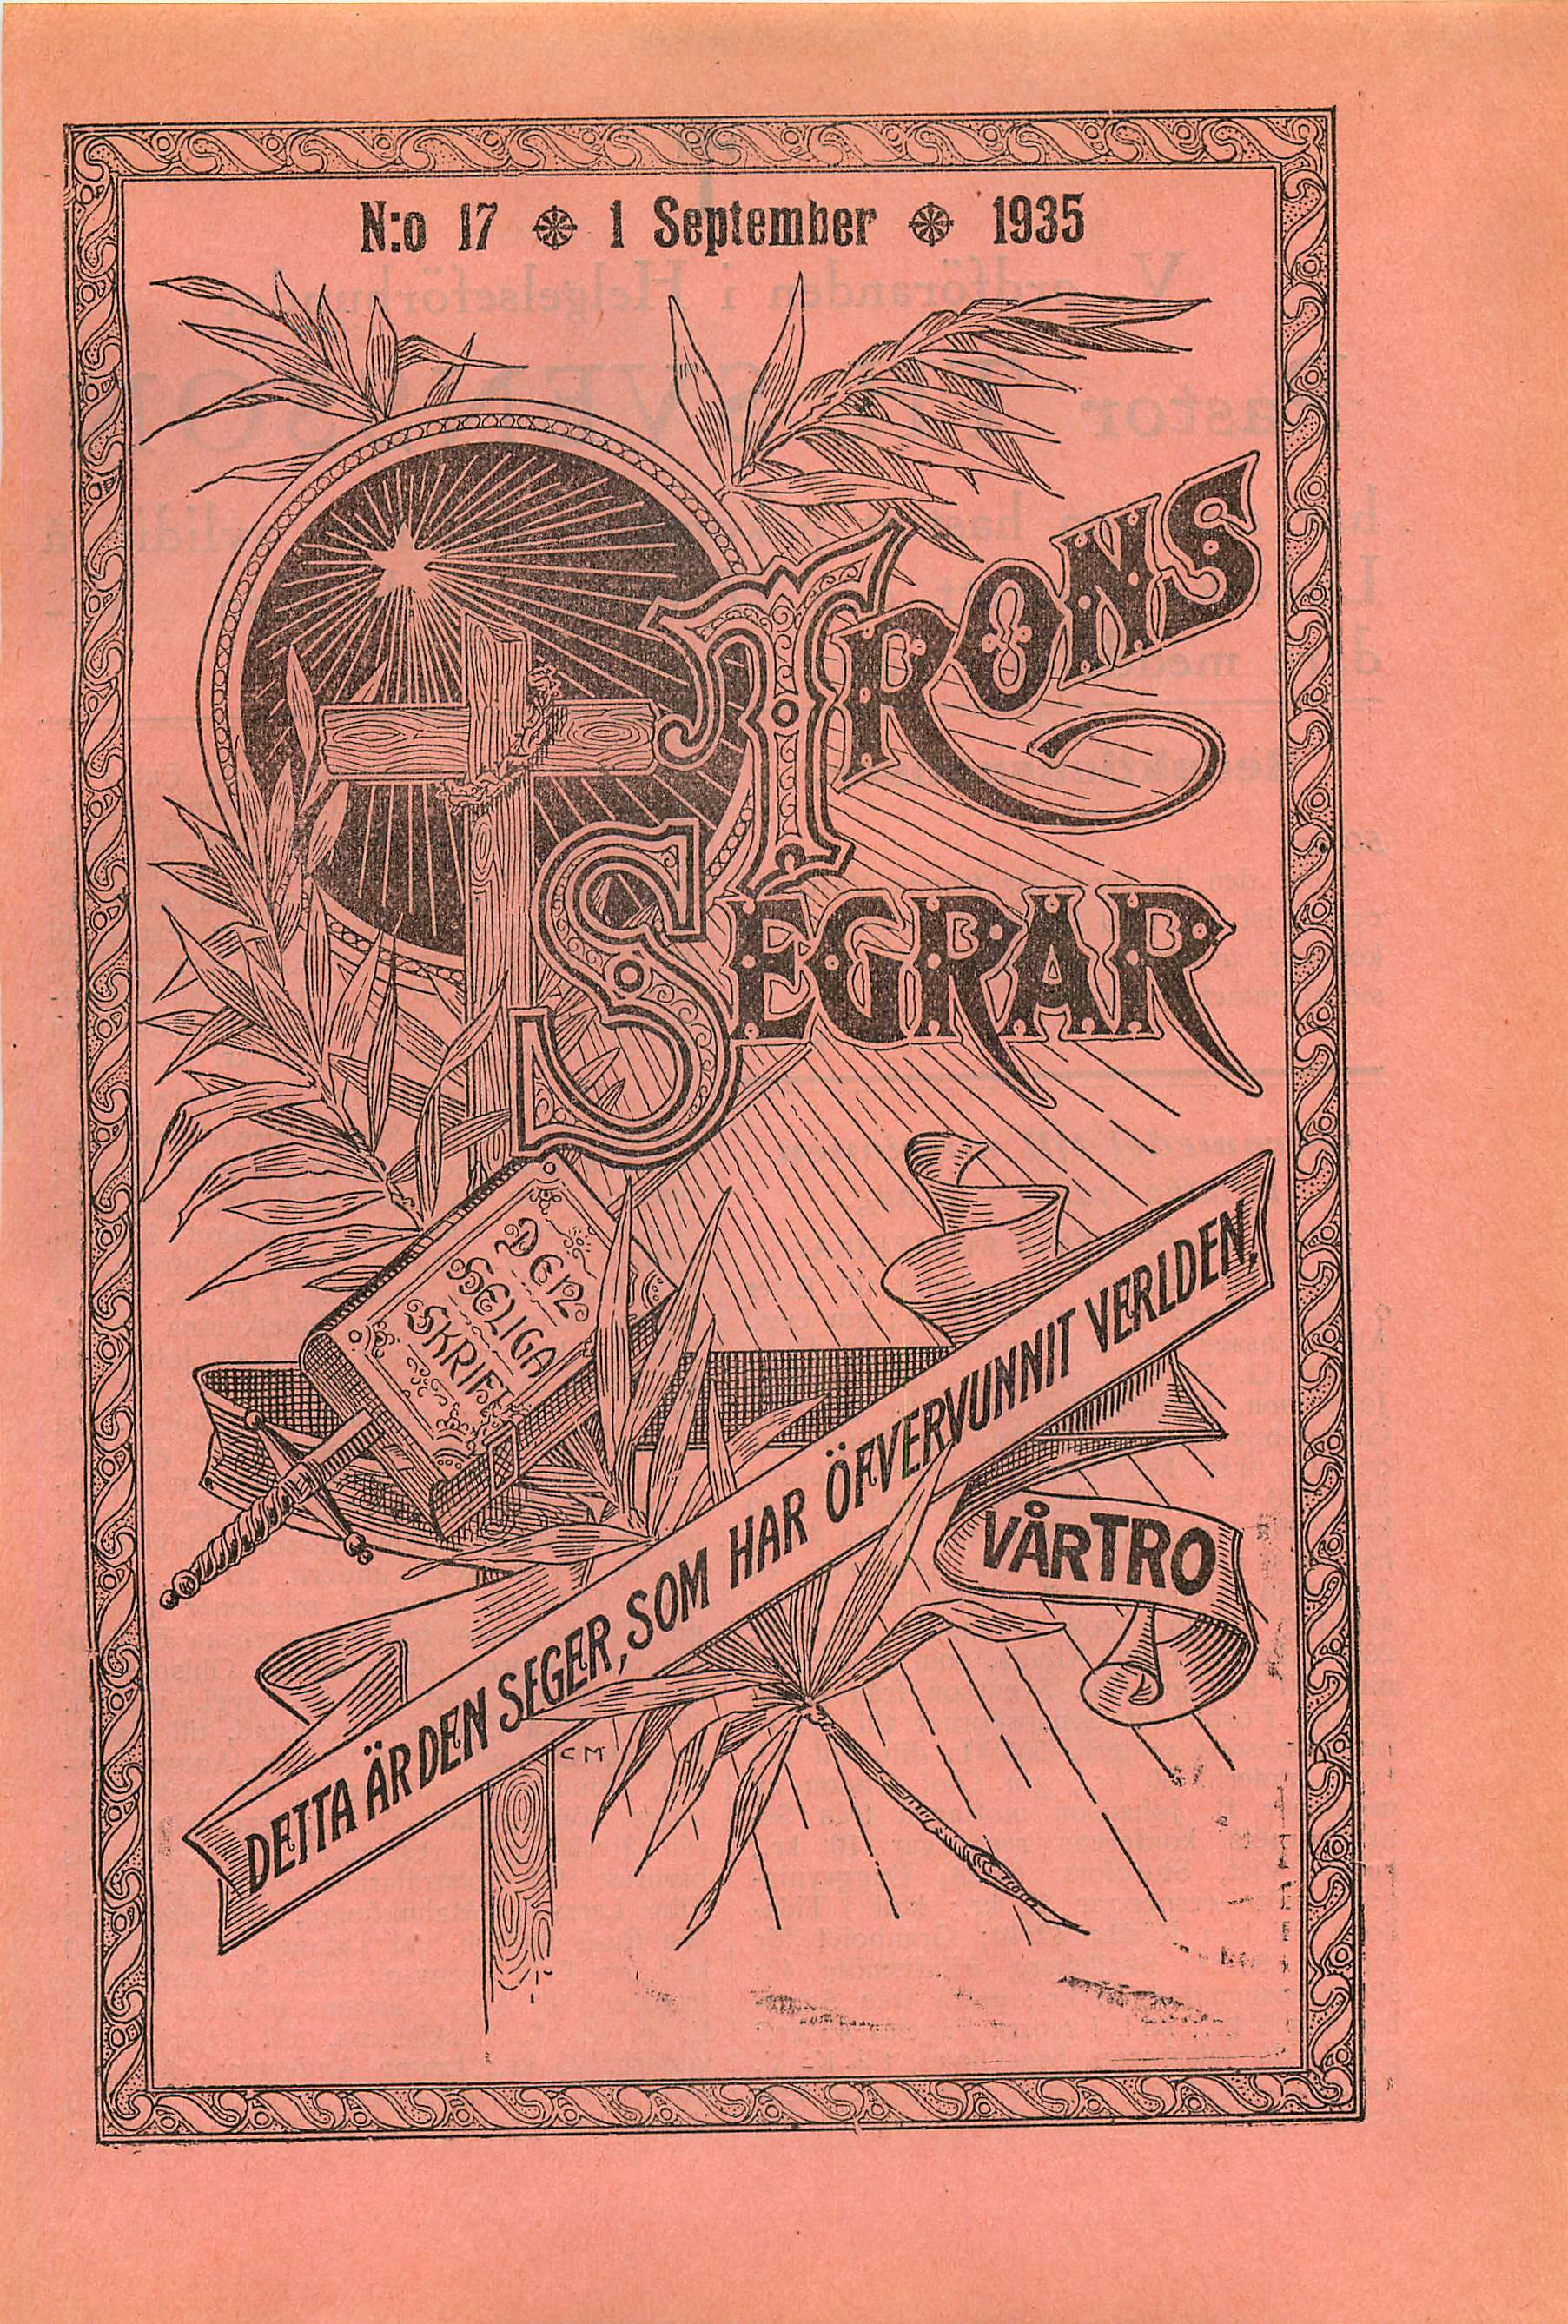 N:o 17 1 September 1935
TRONS
SEGRAR
DEN
HELIGA
SKRIFT
DETTA ÄR DEN SEGER, SOM HAR ÖFVERVUNNIT VERLDEN,
VÅR TRO
CM